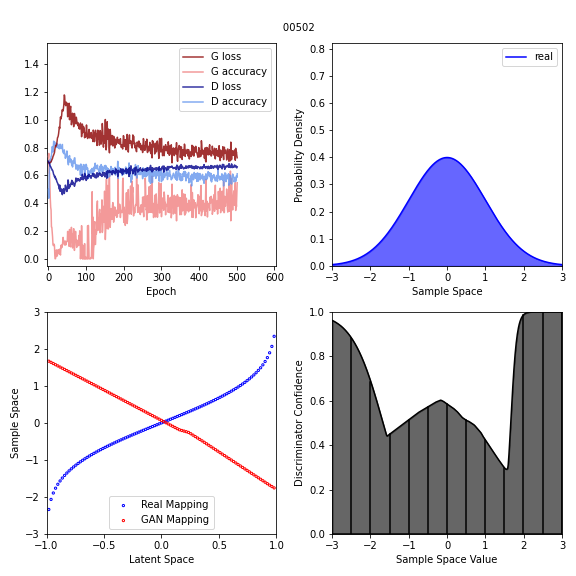 00502
G loss
G accuracy
D loss
D accuracy
1.4
1.2
1.0
0.8
0.6
0.4
0.2
0.0
0 100 200 300 400 500 600
Epoch
real
Probability Density
0.8
0.7
0.6
0.5
0.4
0.3
0.2
0.1
0.0
−3 −2 −1 0 1 2 3
Sample Space
Sample Space
3
2
1
0
−1
−2
−3
Real Mapping
GAN Mapping
−1.0 −0.5 0.0 0.5 1.0
Latent Space
Discriminator Confidence
1.0
0.8
0.6
0.4
0.2
0.0
−3 −2 −1 0 1 2 3
Sample Space Value